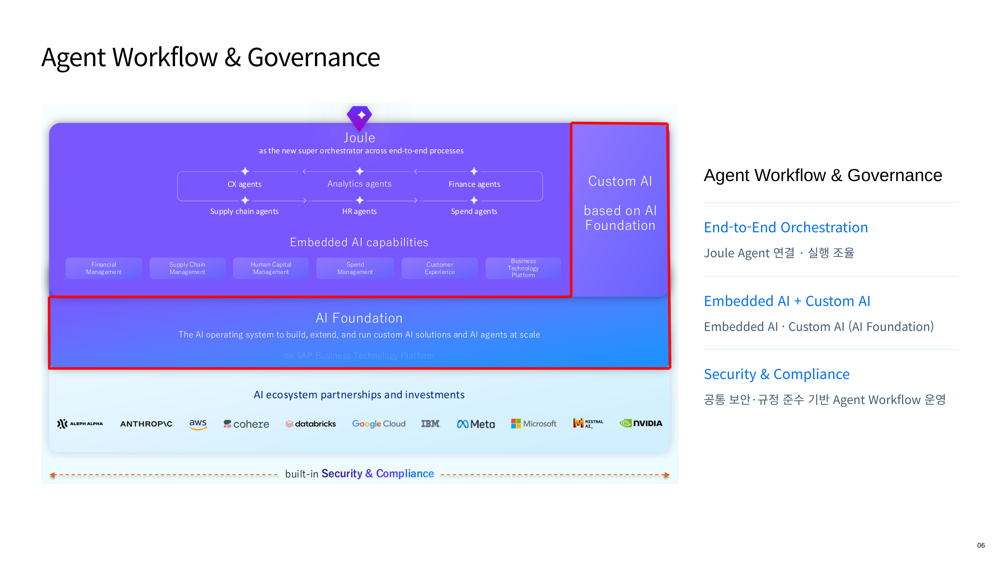 Agent Workflow & Governance
Joule
as the new super orchestrator across end-to-end processes
CX agents
Analytics agents
Finance agents
Supply chain agents
HR agents
Spend agents
Embedded AI capabilities
Financial
Management
Supply Chain
Management
Human Capital
Management
Spend
Management
Customer
Experience
Business
Technology
Platform
Custom AI
based on AI
Foundation
AI Foundation
The AI operating system to build, extend, and run custom AI solutions and AI agents at scale
on SAP Business Technology Platform
AI ecosystem partnerships and investments
ALEPH ALPHA
ANTHROP\C
aws
cohere
databricks
Google Cloud
IBM
Meta
Microsoft
MISTRAL
AI_
NVIDIA
built-in Security & Compliance
Agent Workflow & Governance
End-to-End Orchestration
Joule Agent 연결 · 실행 조율
Embedded AI + Custom AI
Embedded AI · Custom AI (AI Foundation)
Security & Compliance
공통 보안·규정 준수 기반 Agent Workflow 운영
06